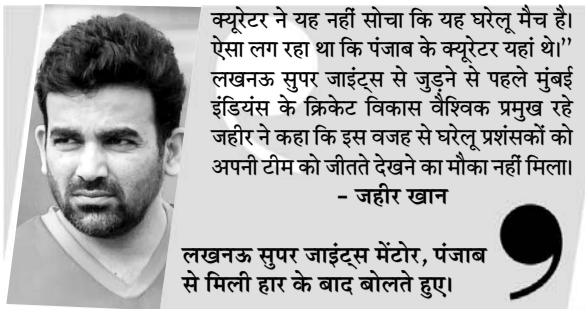 क्यूरेटर ने यह नहीं सोचा कि यह घरेलू मैच है।
ऐसा लग रहा था कि पंजाब के क्यूरेटर यहां थे।”
लखनऊ सुपर जाइंट्स से जुड़ने से पहले मुंबई
इंडियंस के क्रिकेट विकास वैश्विक प्रमुख रहे
जहीर ने कहा कि इस वजह से घरेलू प्रशंसकों को
अपनी टीम को जीतते देखने का मौका नहीं मिला।
– जहीर खान
लखनऊ सुपर जाइंट्स मेंटोर, पंजाब
से मिली हार के बाद बोलते हुए।